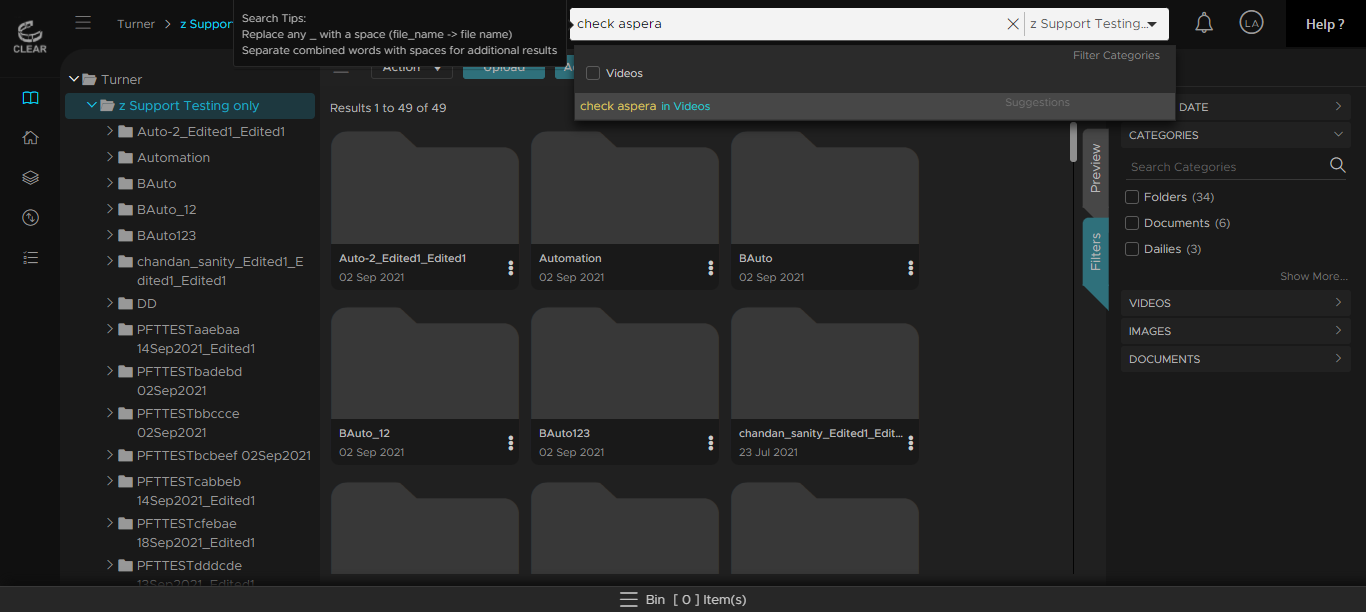 CLEAR
Turner > z Suppor
Search Tips:
Replace any _ with a space (file_name -> file name)
Separate combined words with spaces for additional results
check aspera
z Support Testing...
LA
Help ?
Filter Categories
Videos
check aspera in Videos
Suggestions
Turner
z Support Testing only
Auto-2_Edited1_Edited1
Automation
BAuto
BAuto_12
BAuto123
chandan_sanity_Edited1_E
dited1_Edited1
DD
PFTTESTaaebaa
14Sep2021_Edited1
PFTTESTbadebd
02Sep2021
PFTTESTbbccce
02Sep2021
PFTTESTbcbeef 02Sep2021
PFTTESTcabbeb
14Sep2021_Edited1
PFTTESTcfebae
18Sep2021_Edited1
PFTTESTdddcde
13Sep2021_Edited1
Action
Upload
Results 1 to 49 of 49
Auto-2_Edited1_Edited1
02 Sep 2021
Automation
02 Sep 2021
BAuto
02 Sep 2021
BAuto_12
02 Sep 2021
BAuto123
02 Sep 2021
chandan_sanity_Edited1_Edit...
23 Jul 2021
Preview
Filters
DATE
CATEGORIES
Search Categories
Folders (34)
Documents (6)
Dailies (3)
Show More...
VIDEOS
IMAGES
DOCUMENTS
Bin [ 0 ] Item(s)